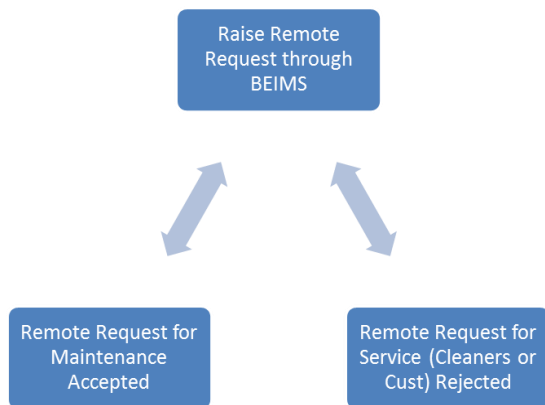 Raise Remote
Request through
BEIMS
Remote Request for
Maintenance
Accepted
Remote Request for
Service (Cleaners or
Cust) Rejected